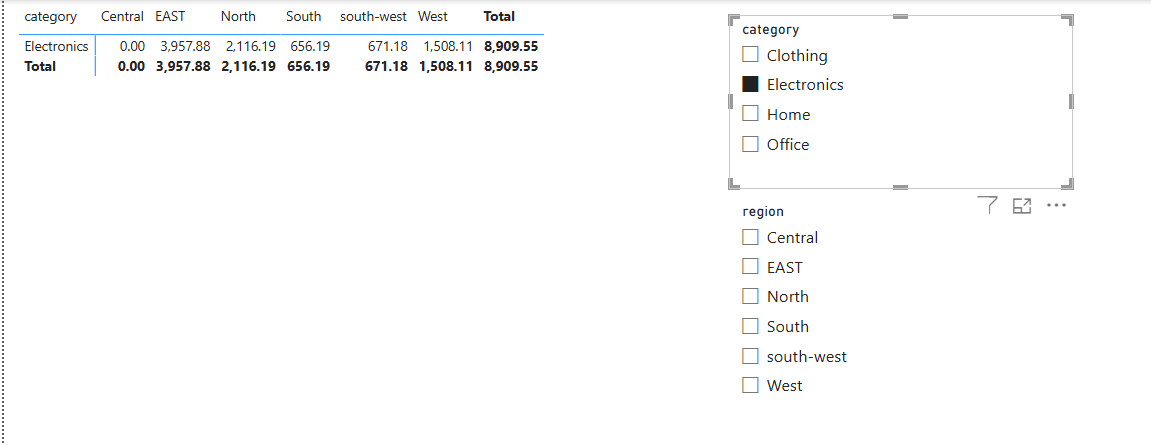 category Central EAST North South south-west West Total
Electronics 0.00 3,957.88 2,116.19 656.19 671.18 1,508.11 8,909.55
Total 0.00 3,957.88 2,116.19 656.19 671.18 1,508.11 8,909.55
category
Clothing
Electronics
Home
Office
region
Central
EAST
North
South
south-west
West